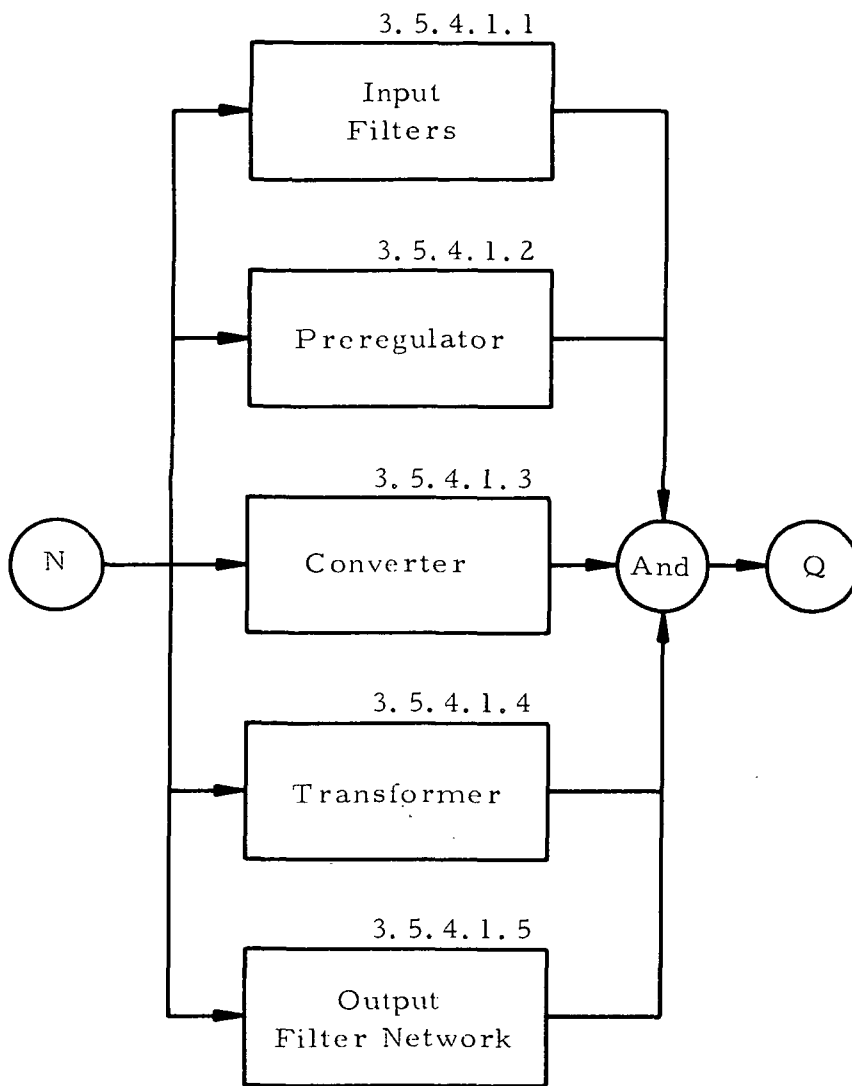 3. 5. 4. 1. 1
Input
Filters
3. 5. 4. 1. 2
Preregulator
3. 5. 4. 1. 3
N
Converter
And
Q
3. 5. 4. 1. 4
Transformer
3. 5. 4. 1. 5
Output
Filter Network